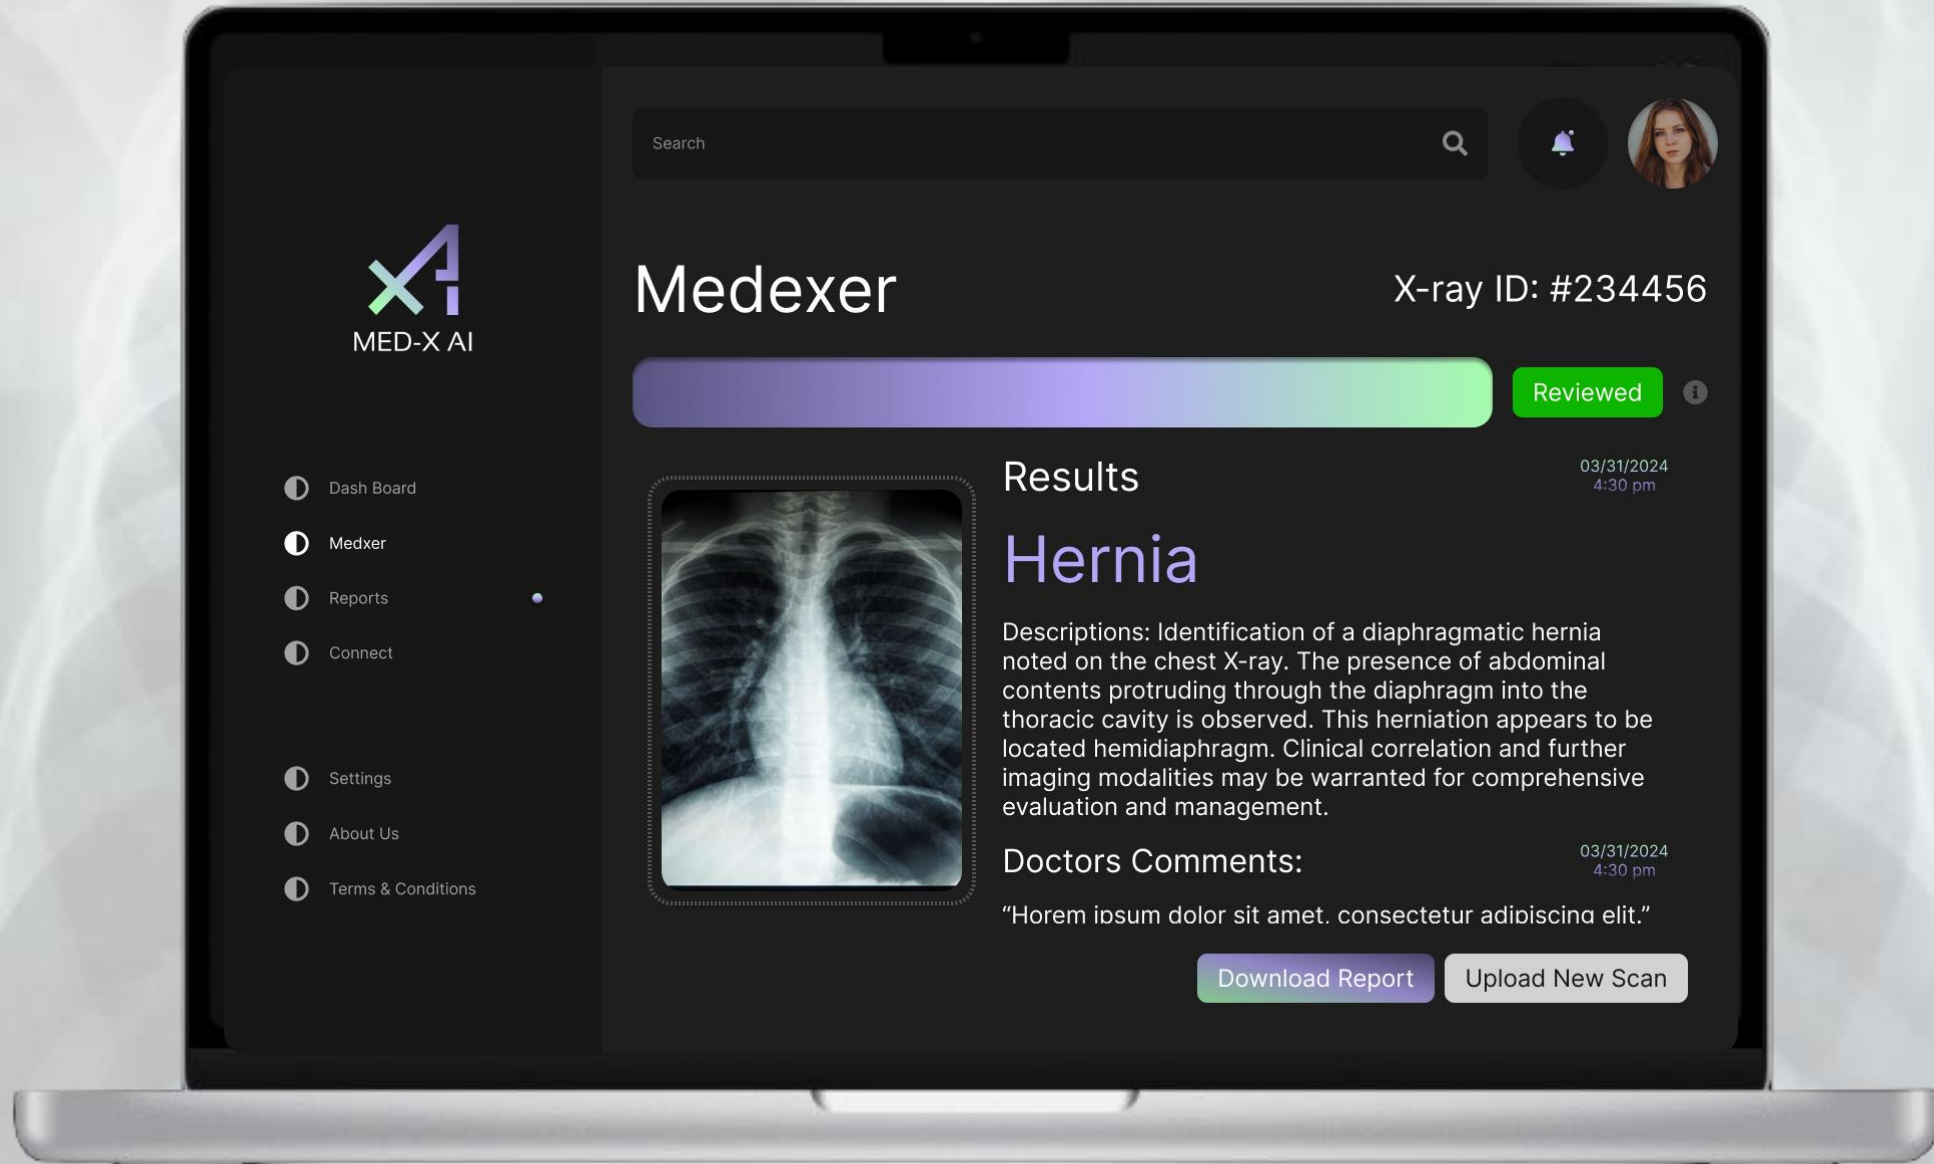 Search
MED-X AI
Dash Board
Medxer
Reports
Connect
Settings
About Us
Terms & Conditions
Medexer
X-ray ID: #234456
Reviewed
Results
03/31/2024
4:30 pm
Hernia
Descriptions: Identification of a diaphragmatic hernia
noted on the chest X-ray. The presence of abdominal
contents protruding through the diaphragm into the
thoracic cavity is observed. This herniation appears to be
located hemidiaphragm. Clinical correlation and further
imaging modalities may be warranted for comprehensive
evaluation and management.
Doctors Comments:
03/31/2024
4:30 pm
“Horem ipsum dolor sit amet, consectetur adipiscing elit.”
Download Report
Upload New Scan